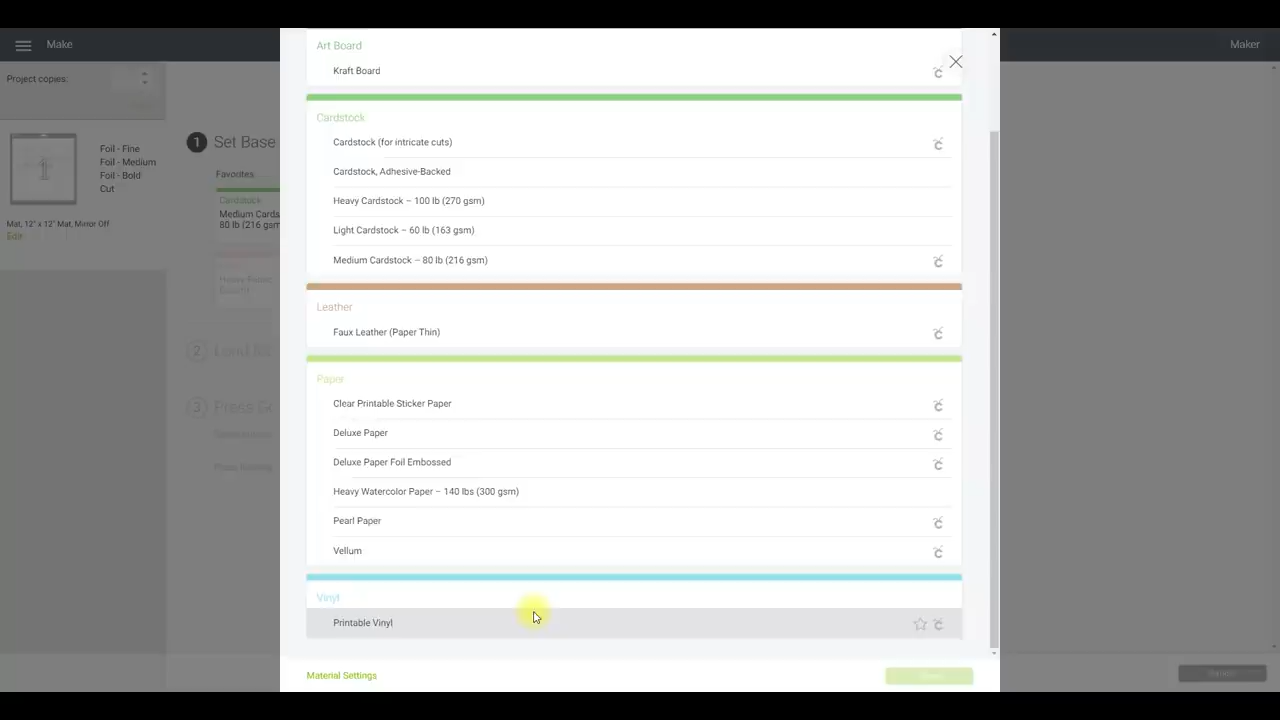 Make
Maker
Project copies:
Foil - Fine
Foil - Medium
Foil - Bold
Cut
Mat, 12" x 12" Mat, Mirror Off
Edit
1
Set Base
Favorites
Cardstock
Medium Cards
80 lb (216 gsm
2
3
Press G
Art Board
Kraft Board
Cardstock
Cardstock (for intricate cuts)
Cardstock, Adhesive-Backed
Heavy Cardstock – 100 lb (270 gsm)
Light Cardstock – 60 lb (163 gsm)
Medium Cardstock – 80 lb (216 gsm)
Leather
Faux Leather (Paper Thin)
Paper
Clear Printable Sticker Paper
Deluxe Paper
Deluxe Paper Foil Embossed
Heavy Watercolor Paper – 140 lbs (300 gsm)
Pearl Paper
Vellum
Vinyl
Printable Vinyl
Material Settings